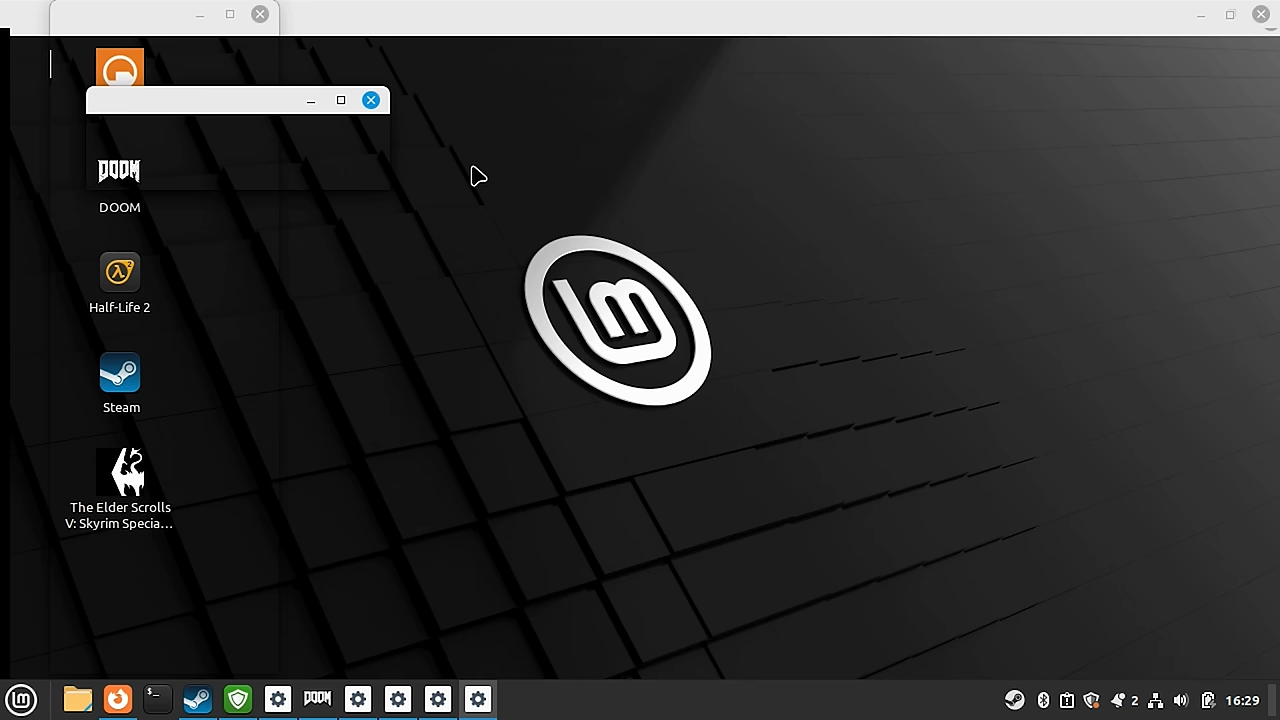 DOOM
DOOM
Half-Life 2
Steam
The Elder Scrolls
V: Skyrim Specia...
$_
DOOM
2
16:29